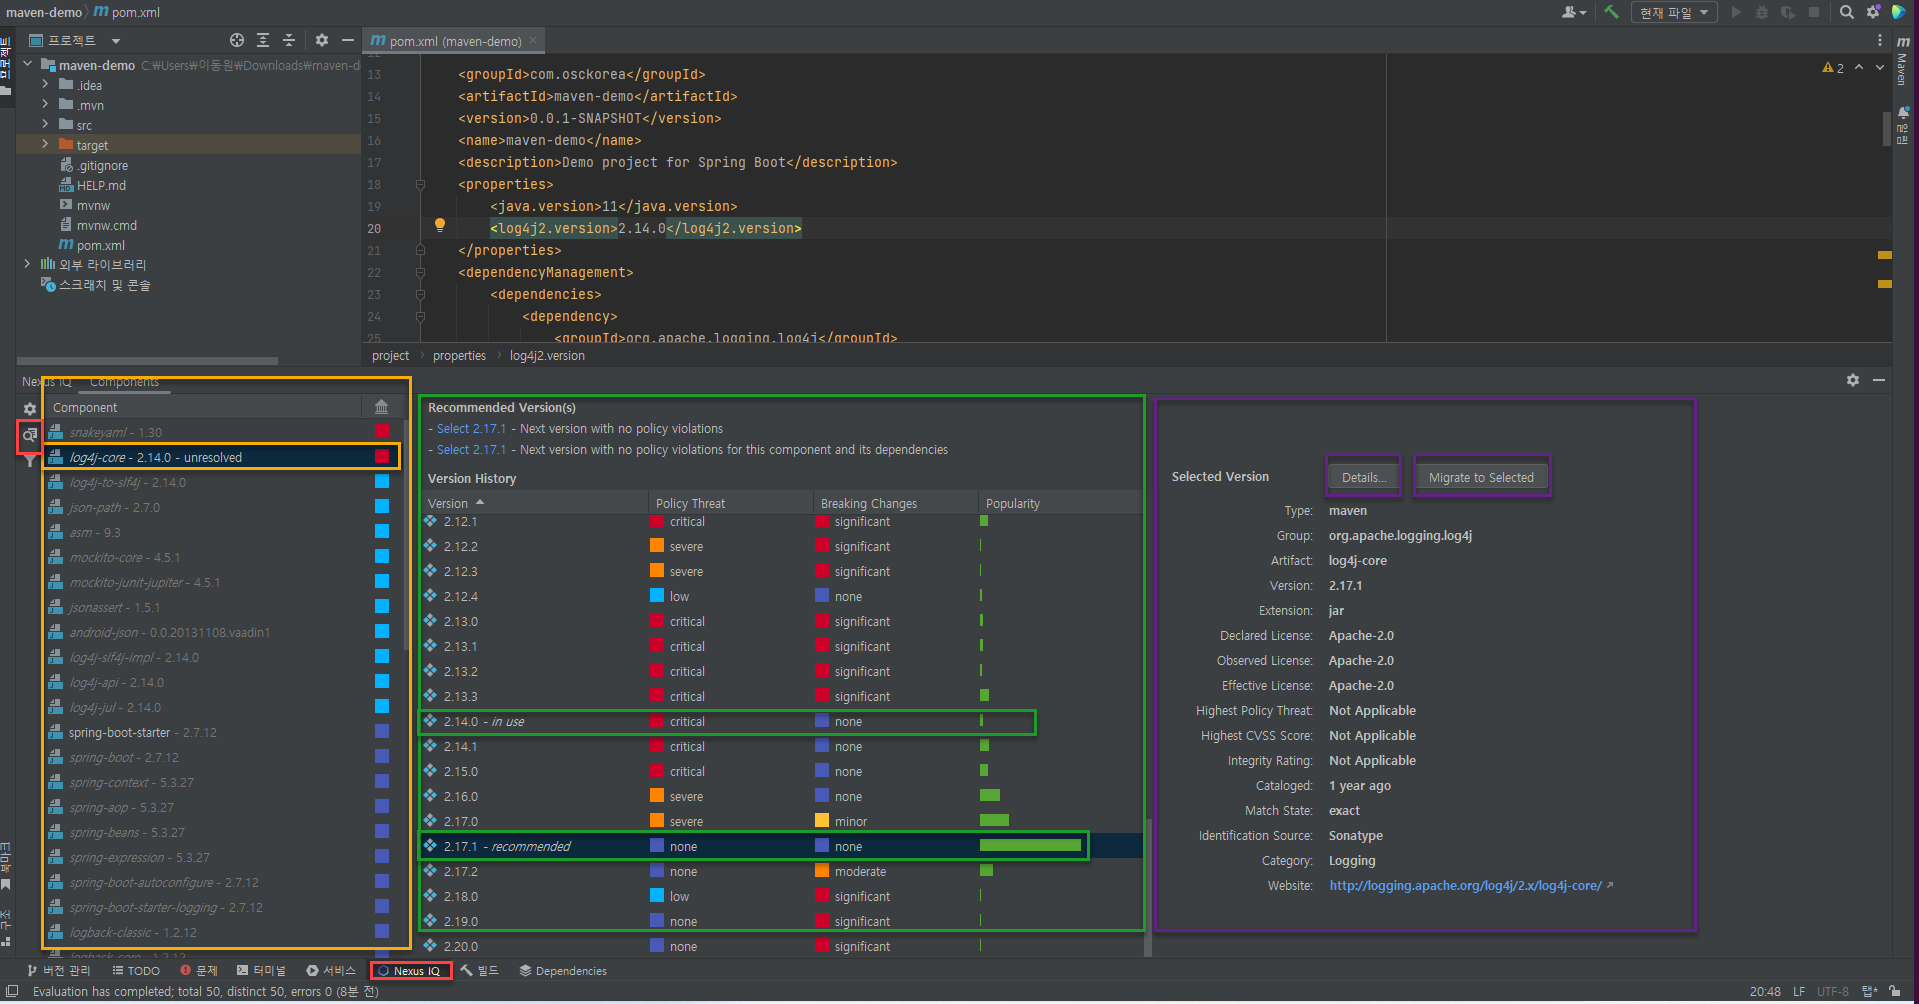 maven-demo 〉 pom.xml
현재 파일
프로젝트
pom.xml (maven-demo)
maven-demo C:₩Users₩이동원₩Downloads₩maven-d
.idea
.mvn
src
target
.gitignore
HELP.md
mvnw
mvnw.cmd
pom.xml
외부 라이브러리
스크래치 및 콘솔
13 <groupId>com.osckorea</groupId>
14 <artifactId>maven-demo</artifactId>
15 <version>0.0.1-SNAPSHOT</version>
16 <name>maven-demo</name>
17 <description>Demo project for Spring Boot</description>
18 <properties>
19 <java.version>11</java.version>
20 <log4j2.version>2.14.0</log4j2.version>
21 </properties>
22 <dependencyManagement>
23 <dependencies>
24 <dependency>
25 <groupId>org.apache.logging.log4j</groupId>
2
Maven
알림
프로젝트
project 〉 properties 〉 log4j2.version
Nexus IQ Components
Component
snakeyaml - 1.30
log4j-core - 2.14.0 - unresolved
log4j-to-slf4j - 2.14.0
json-path - 2.7.0
asm - 9.3
mockito-core - 4.5.1
mockito-junit-jupiter - 4.5.1
jsonassert - 1.5.1
android-json - 0.0.20131108.vaadin1
log4j-slf4j-impl - 2.14.0
log4j-api - 2.14.0
log4j-jul - 2.14.0
spring-boot-starter - 2.7.12
spring-boot - 2.7.12
spring-context - 5.3.27
spring-aop - 5.3.27
spring-beans - 5.3.27
spring-expression - 5.3.27
spring-boot-autoconfigure - 2.7.12
spring-boot-starter-logging - 2.7.12
logback-classic - 1.2.12
logback-core - 1.2.12
북마크
구조
Recommended Version(s)
- Select 2.17.1 - Next version with no policy violations
- Select 2.17.1 - Next version with no policy violations for this component and its dependencies
Version History
Version Policy Threat Breaking Changes Popularity
2.12.1 critical significant
2.12.2 severe significant
2.12.3 severe significant
2.12.4 low none
2.13.0 critical significant
2.13.1 critical significant
2.13.2 critical significant
2.13.3 critical significant
2.14.0 - in use critical none
2.14.1 critical none
2.15.0 critical none
2.16.0 severe none
2.17.0 severe minor
2.17.1 - recommended none none
2.17.2 none moderate
2.18.0 low significant
2.19.0 none significant
2.20.0 none significant
Selected Version Details... Migrate to Selected
Type: maven
Group: org.apache.logging.log4j
Artifact: log4j-core
Version: 2.17.1
Extension: jar
Declared License: Apache-2.0
Observed License: Apache-2.0
Effective License: Apache-2.0
Highest Policy Threat: Not Applicable
Highest CVSS Score: Not Applicable
Integrity Rating: Not Applicable
Cataloged: 1 year ago
Match State: exact
Identification Source: Sonatype
Category: Logging
Website: http://logging.apache.org/log4j/2.x/log4j-core/
버전 관리 TODO 문제 터미널 서비스 Nexus IQ 빌드 Dependencies
Evaluation has completed; total 50, distinct 50, errors 0 (8분 전)
20:48 LF UTF-8 탭*